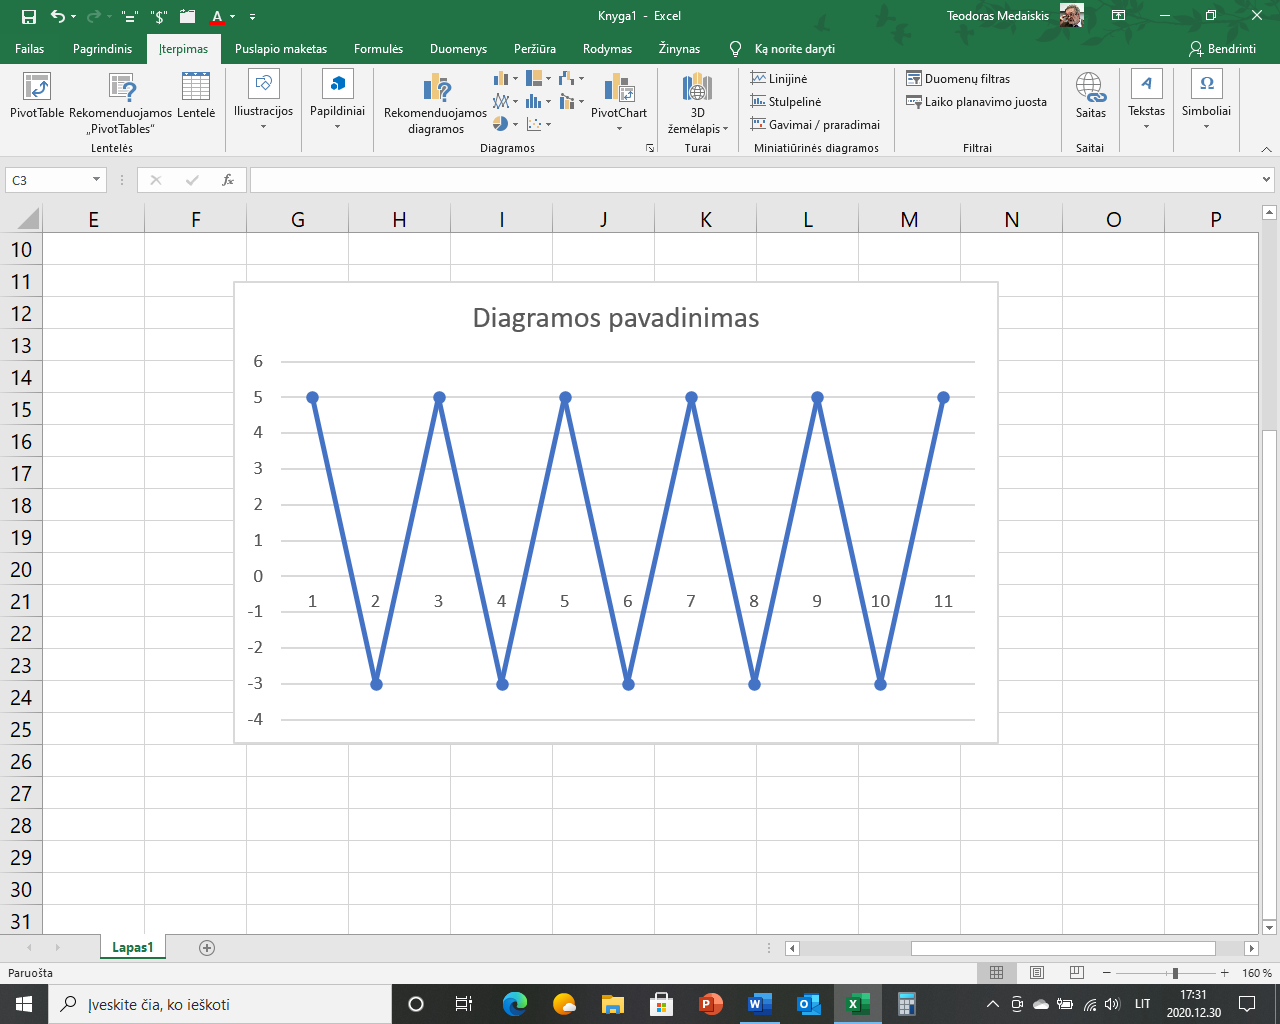 Knyga1 - Excel
Teodoras Medaiskis
Failas Pagrindinis Įterpimas Puslapio maketas Formulės Duomenys Peržiūra Rodymas Žinynas Ką norite daryti Bendrinti
PivotTable
Rekomenduojamos
„PivotTables“
Lentelė
Lentelės
Iliustracijos
Papildiniai
Rekomenduojamos
diagramos
PivotChart
Diagramos
3D
žemėlapis
Turai
Linijinė
Stulpelinė
Gavimai / praradimai
Miniatiūrinės diagramos
Duomenų filtras
Laiko planavimo juosta
Filtrai
Saitas
Saitai
Tekstas
Simboliai
C3
fx
E F G H I J K L M N O P
10
11
12
13
14
15
16
17
18
19
20
21
22
23
24
25
26
27
28
29
30
31
Diagramos pavadinimas
6
5
4
3
2
1
0
-1
-2
-3
-4
1 2 3 4 5 6 7 8 9 10 11
Lapas1
Paruošta
160 %
Įveskite čia, ko ieškoti
LIT
17:31
2020.12.30